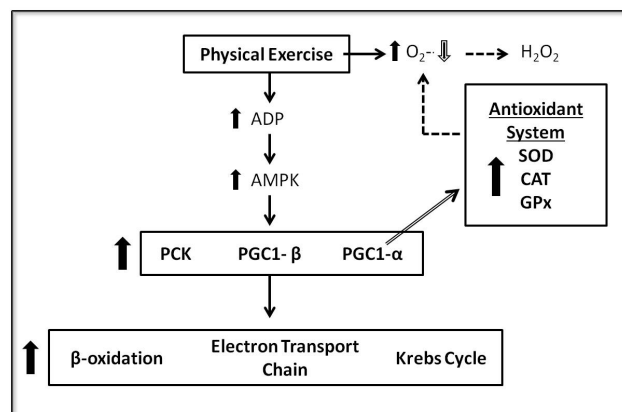 Physical Exercise
O₂-·
H₂O₂
ADP
AMPK
Antioxidant
System
SOD
CAT
GPx
PCK PGC1- β PGC1-α
β-oxidation Electron Transport Krebs Cycle
Chain